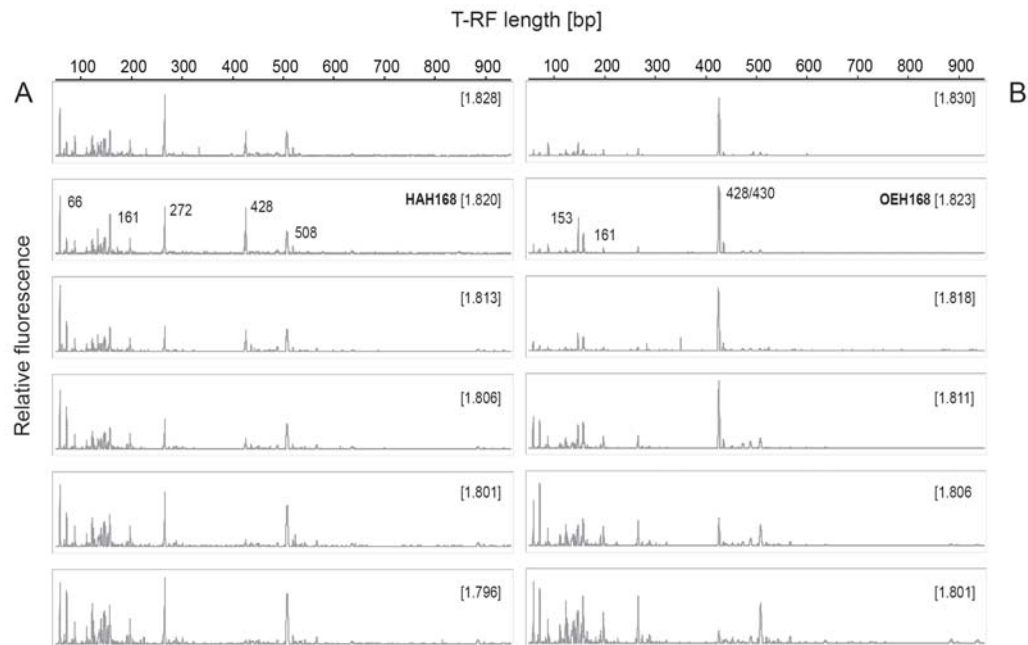 T-RF length [bp]
100 200 300 400 500 600 700 800 900
100 200 300 400 500 600 700 800 900
A
B
Relative fluorescence
[1.828]
[1.830]
66
161
272
428
508
HAH168 [1.820]
153
161
428/430
OEH168 [1.823]
[1.813]
[1.818]
[1.806]
[1.811]
[1.801]
[1.806
[1.796]
[1.801]